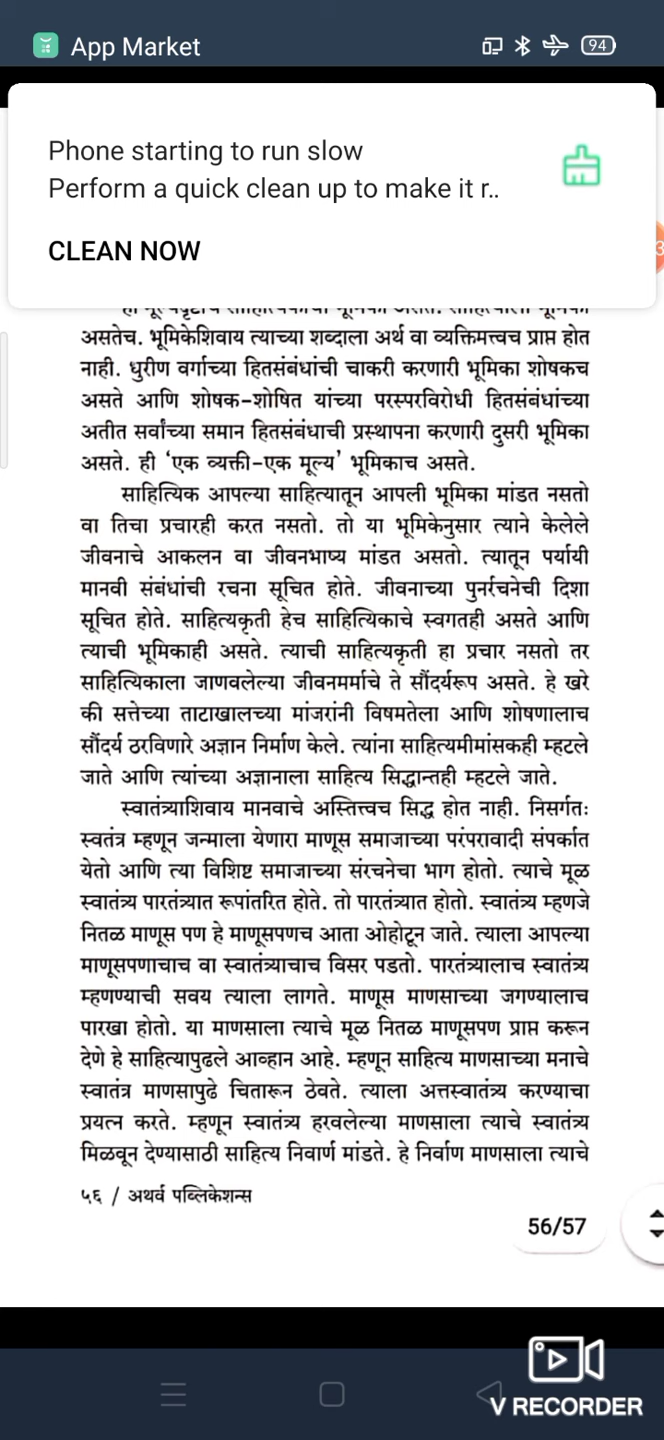 App Market
94
Phone starting to run slow
Perform a quick clean up to make it r..
CLEAN NOW
3
असतेच. भूमिकेशिवाय त्याच्या शब्दाला अर्थ वा व्यक्तिमत्त्वच प्राप्त होत
नाही. धुरीण वर्गाच्या हितसंबंधांची चाकरी करणारी भूमिका शोषकच
असते आणि शोषक-शोषित यांच्या परस्परविरोधी हितसंबंधांच्या
अतीत सर्वांच्या समान हितसंबंधाची प्रस्थापना करणारी दुसरी भूमिका
असते. ही ‘एक व्यक्ती-एक मूल्य’ भूमिकाच असते.
साहित्यिक आपल्या साहित्यातून आपली भूमिका मांडत नसतो
वा तिचा प्रचारही करत नसतो. तो या भूमिकेनुसार त्याने केलेले
जीवनाचे आकलन वा जीवनभाष्य मांडत असतो. त्यातून पर्यायी
मानवी संबंधांची रचना सूचित होते. जीवनाच्या पुनर्रचनेची दिशा
सूचित होते. साहित्यकृती हेच साहित्यिकाचे स्वगतही असते आणि
त्याची भूमिकाही असते. त्याची साहित्यकृती हा प्रचार नसतो तर
साहित्यिकाला जाणवलेल्या जीवनमर्माचे ते सौंदर्यरूप असते. हे खरे
की सत्तेच्या ताटाखालच्या मांजरांनी विषमतेला आणि शोषणालाच
सौंदर्य ठरविणारे अज्ञान निर्माण केले. त्यांना साहित्यमीमांसकही म्हटले
जाते आणि त्यांच्या अज्ञानाला साहित्य सिद्धान्तही म्हटले जाते.
स्वातंत्र्याशिवाय मानवाचे अस्तित्त्वच सिद्ध होत नाही. निसर्गतः
स्वतंत्र म्हणून जन्माला येणारा माणूस समाजाच्या परंपरावादी संपर्कात
येतो आणि त्या विशिष्ट समाजाच्या संरचनेचा भाग होतो. त्याचे मूळ
स्वातंत्र्य पारतंत्र्यात रूपांतरित होते. तो पारतंत्र्यात होतो. स्वातंत्र्य म्हणजे
नितळ माणूस पण हे माणूसपणच आता ओहोटून जाते. त्याला आपल्या
माणूसपणाचाच वा स्वातंत्र्याचाच विसर पडतो. पारतंत्र्यालाच स्वातंत्र्य
म्हणण्याची सवय त्याला लागते. माणूस माणसाच्या जगण्यालाच
पारखा होतो. या माणसाला त्याचे मूळ नितळ माणूसपण प्राप्त करून
देणे हे साहित्यापुढले आव्हान आहे. म्हणून साहित्य माणसाच्या मनाचे
स्वातंत्र माणसापुढे चितारून ठेवते. त्याला अत्तस्वातंत्र्य करण्याचा
प्रयत्न करते. म्हणून स्वातंत्र्य हरवलेल्या माणसाला त्याचे स्वातंत्र्य
मिळवून देण्यासाठी साहित्य निवार्ण मांडते. हे निर्वाण माणसाला त्याचे
५६ / अथर्व पब्लिकेशन्स
56/57
V RECORDER